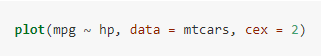 plot(mpg ~ hp, data = mtcars, cex = 2)